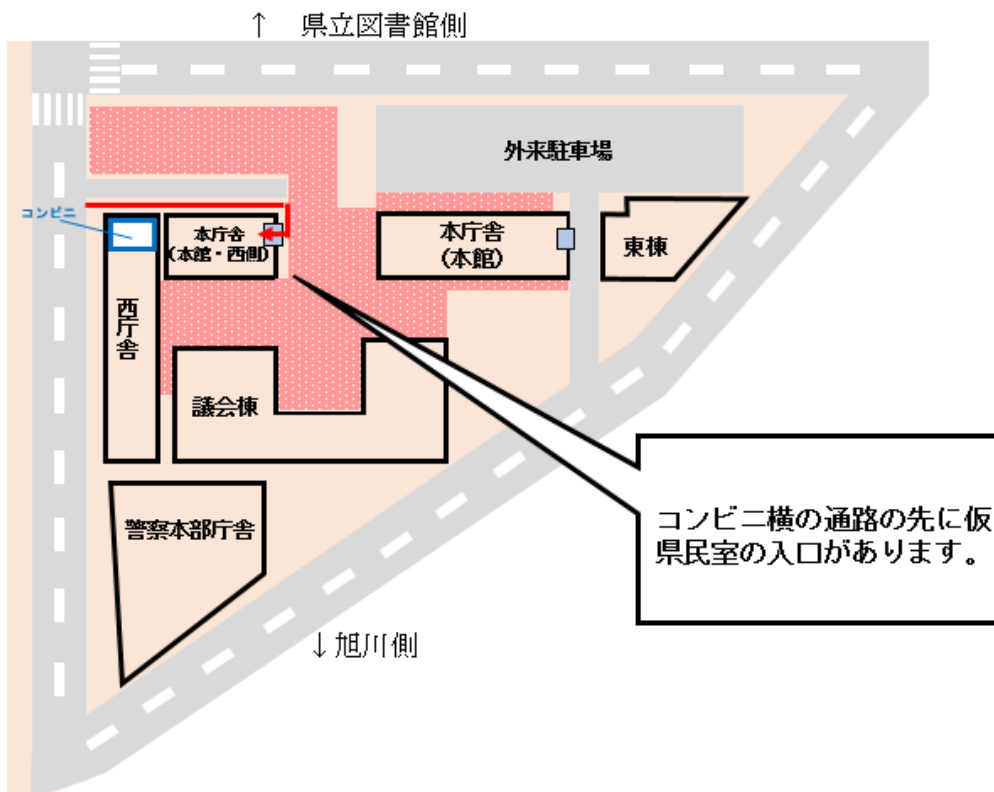 ↑ 県立図書館側
外来駐車場
コンビニ
本庁舎
(本館・西側)
本庁舎
(本館)
東棟
西庁舎
議会棟
コンビニ横の通路の先に仮
県民室の入口があります。
警察本部庁舎
↓旭川側